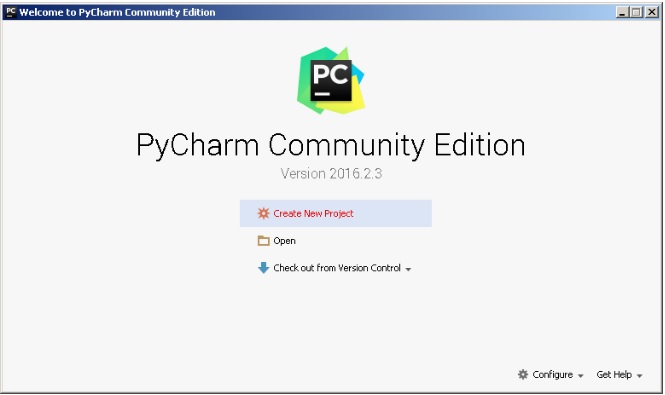 Welcome to PyCharm Community Edition
PC
PyCharm Community Edition
Version 2016.2.3
Create New Project
Open
Check out from Version Control
Configure
Get Help